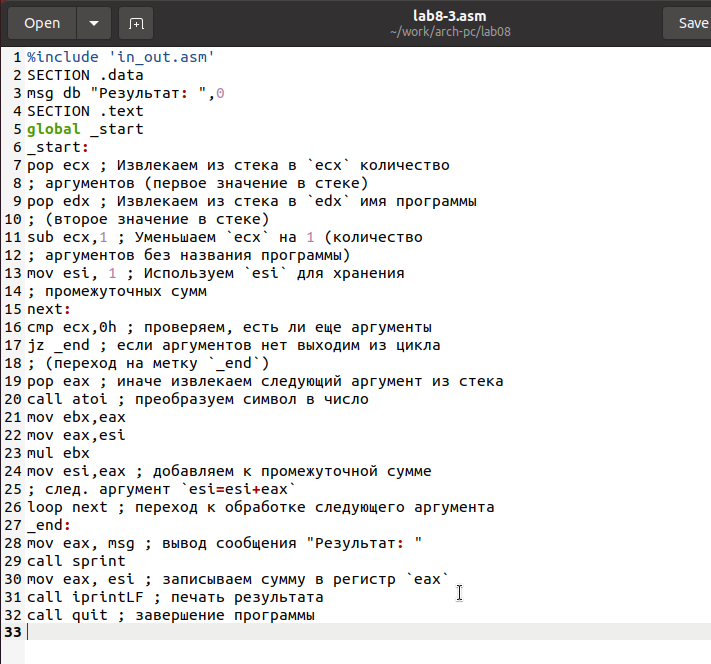 Open
lab8-3.asm
~/work/arch-pc/lab08
Save
1 %include 'in_out.asm'
2 SECTION .data
3 msg db "Результат: ",0
4 SECTION .text
5 global _start
6 _start:
7 pop ecx ; Извлекаем из стека в `ecx` количество
8 ; аргументов (первое значение в стеке)
9 pop edx ; Извлекаем из стека в `edx` имя программы
10 ; (второе значение в стеке)
11 sub ecx,1 ; Уменьшаем `ecx` на 1 (количество
12 ; аргументов без названия программы)
13 mov esi, 1 ; Используем `esi` для хранения
14 ; промежуточных сумм
15 next:
16 cmp ecx,0h ; проверяем, есть ли еще аргументы
17 jz _end ; если аргументов нет выходим из цикла
18 ; (переход на метку `_end`)
19 pop eax ; иначе извлекаем следующий аргумент из стека
20 call atoi ; преобразуем символ в число
21 mov ebx,eax
22 mov eax,esi
23 mul ebx
24 mov esi,eax ; добавляем к промежуточной сумме
25 ; след. аргумент `esi=esi+eax`
26 loop next ; переход к обработке следующего аргумента
27 _end:
28 mov eax, msg ; вывод сообщения "Результат: "
29 call sprint
30 mov eax, esi ; записываем сумму в регистр `eax`
31 call iprintLF ; печать результата
32 call quit ; завершение программы
33